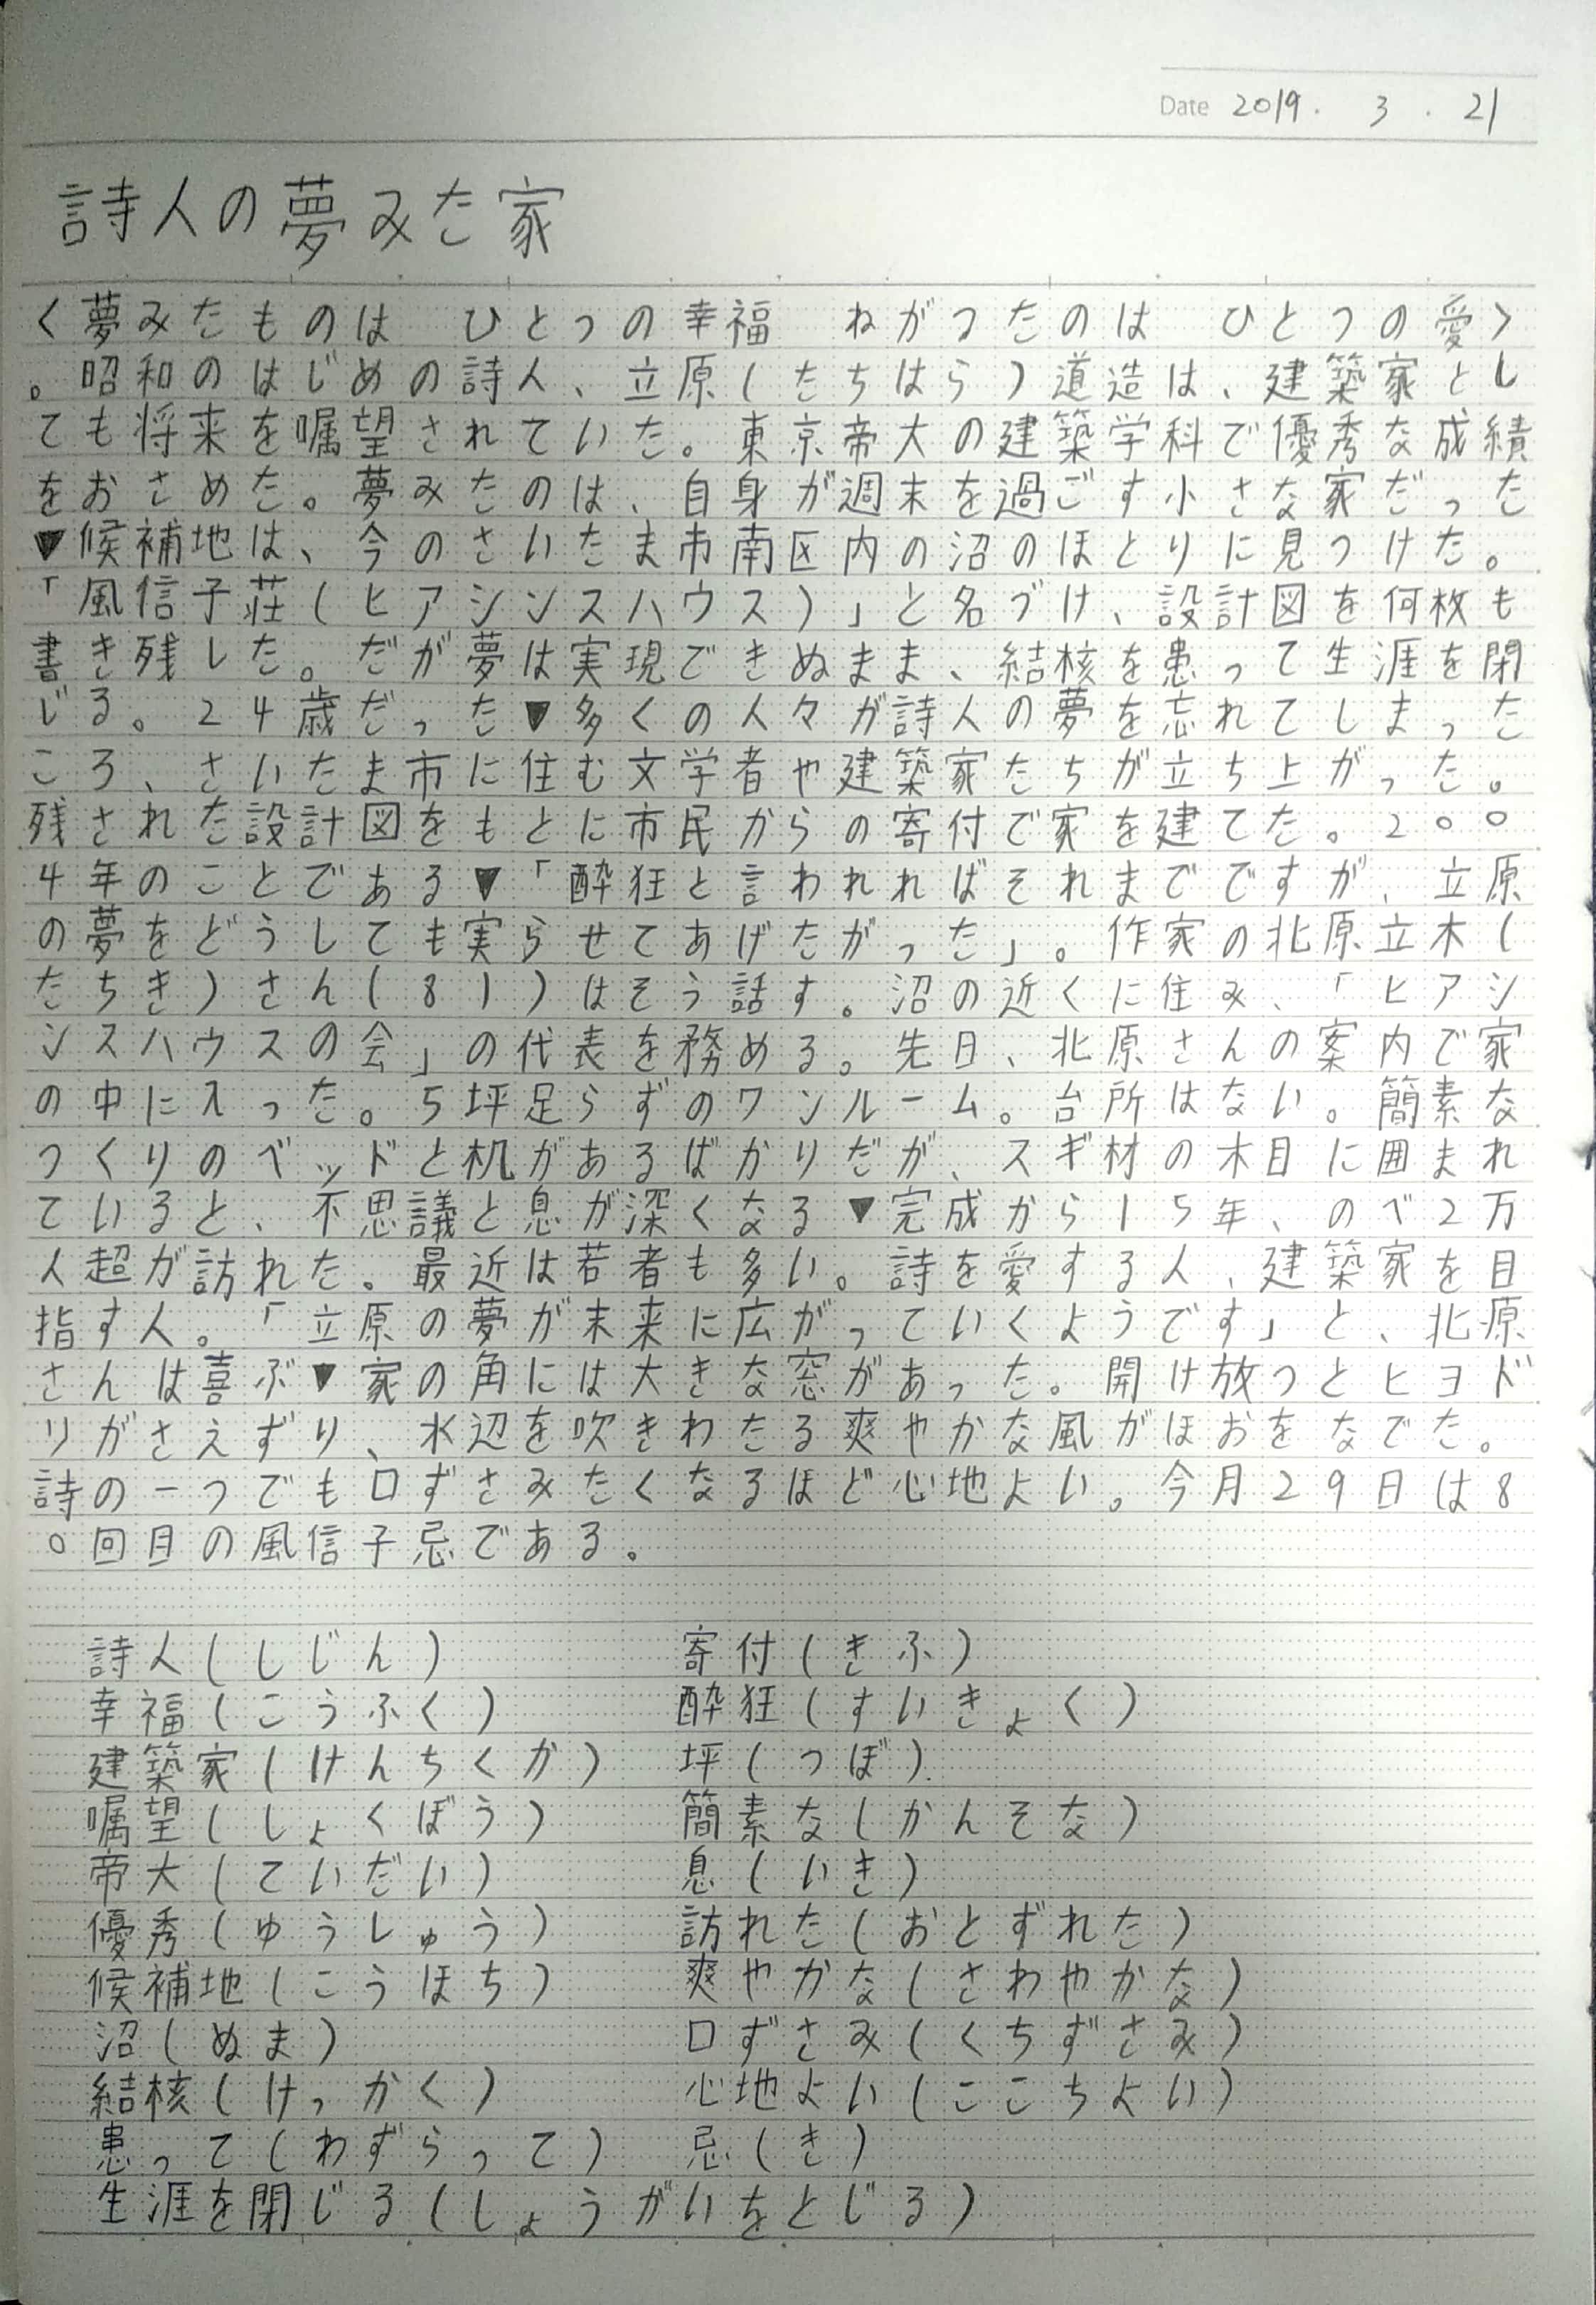 Date 2019. 3. 21
詩人の夢みた家
〈夢みたものは　ひとつの幸福　ねがつたのは　ひとつの愛〉
。昭和のはじめの詩人、立原(たちはら)道造は、建築家とし
ても将来を嘱望されていた。東京帝大の建築学科で優秀な成績
をおさめた。夢みたのは、自身が週末を過ごす小さな家だった
▼候補地は、今のさいたま市南区内の沼のほとりに見つけた。
「風信子荘(ヒアシンスハウス)」と名づけ、設計図を何枚も
書き残した。だが夢は実現できぬまま、結核を患って生涯を閉
じる。24歳だった▼多くの人々が詩人の夢を忘れてしまった
ころ、さいたま市に住む文学者や建築家たちが立ち上がった。
残された設計図をもとに市民からの寄付で家を建てた。200
4年のことである▼「酔狂と言われればそれまでですが、立原
の夢をどうしても実らせてあげたがった」。作家の北原立木(
たちき)さん(81)はそう話す。沼の近くに住み、「ヒアシ
ンスハウスの会」の代表を務める。先日、北原さんの案内で家
の中に入った。5坪足らずのワンルーム。台所はない。簡素な
つくりのベッドと机があるばかりだが、スギ材の木目に囲まれ
ていると、不思議と息が深くなる▼完成から15年、のべ2万
人超が訪れた。最近は若者も多い。詩を愛する人、建築家を目
指す人。「立原の夢が未来に広がっていくようです」と、北原
さんは喜ぶ▼家の角には大きな窓があった。開け放つとヒヨド
リがさえずり、水辺を吹きわたる爽やかな風がほおをなでた。
詩の一つでも口ずさみたくなるほど心地よい。今月29日は8
0回目の風信子忌である。
詩人(しじん)
幸福(こうふく)
建築家(けんちくか)
嘱望(しょくぼう)
帝大(ていだい)
優秀(ゆうしゅう)
候補地(こうほち)
沼(ぬま)
結核(けっかく)
患って(わずらって)
生涯を閉じる(しょうがいをとじる)
寄付(きふ)
酔狂(すいきょく)
坪(つぼ)
簡素な(かんそな)
息(いき)
訪れた(おとずれた)
爽やかな(さわやかな)
口ずさみ(くちずさみ)
心地よい(ここちよい)
忌(き)